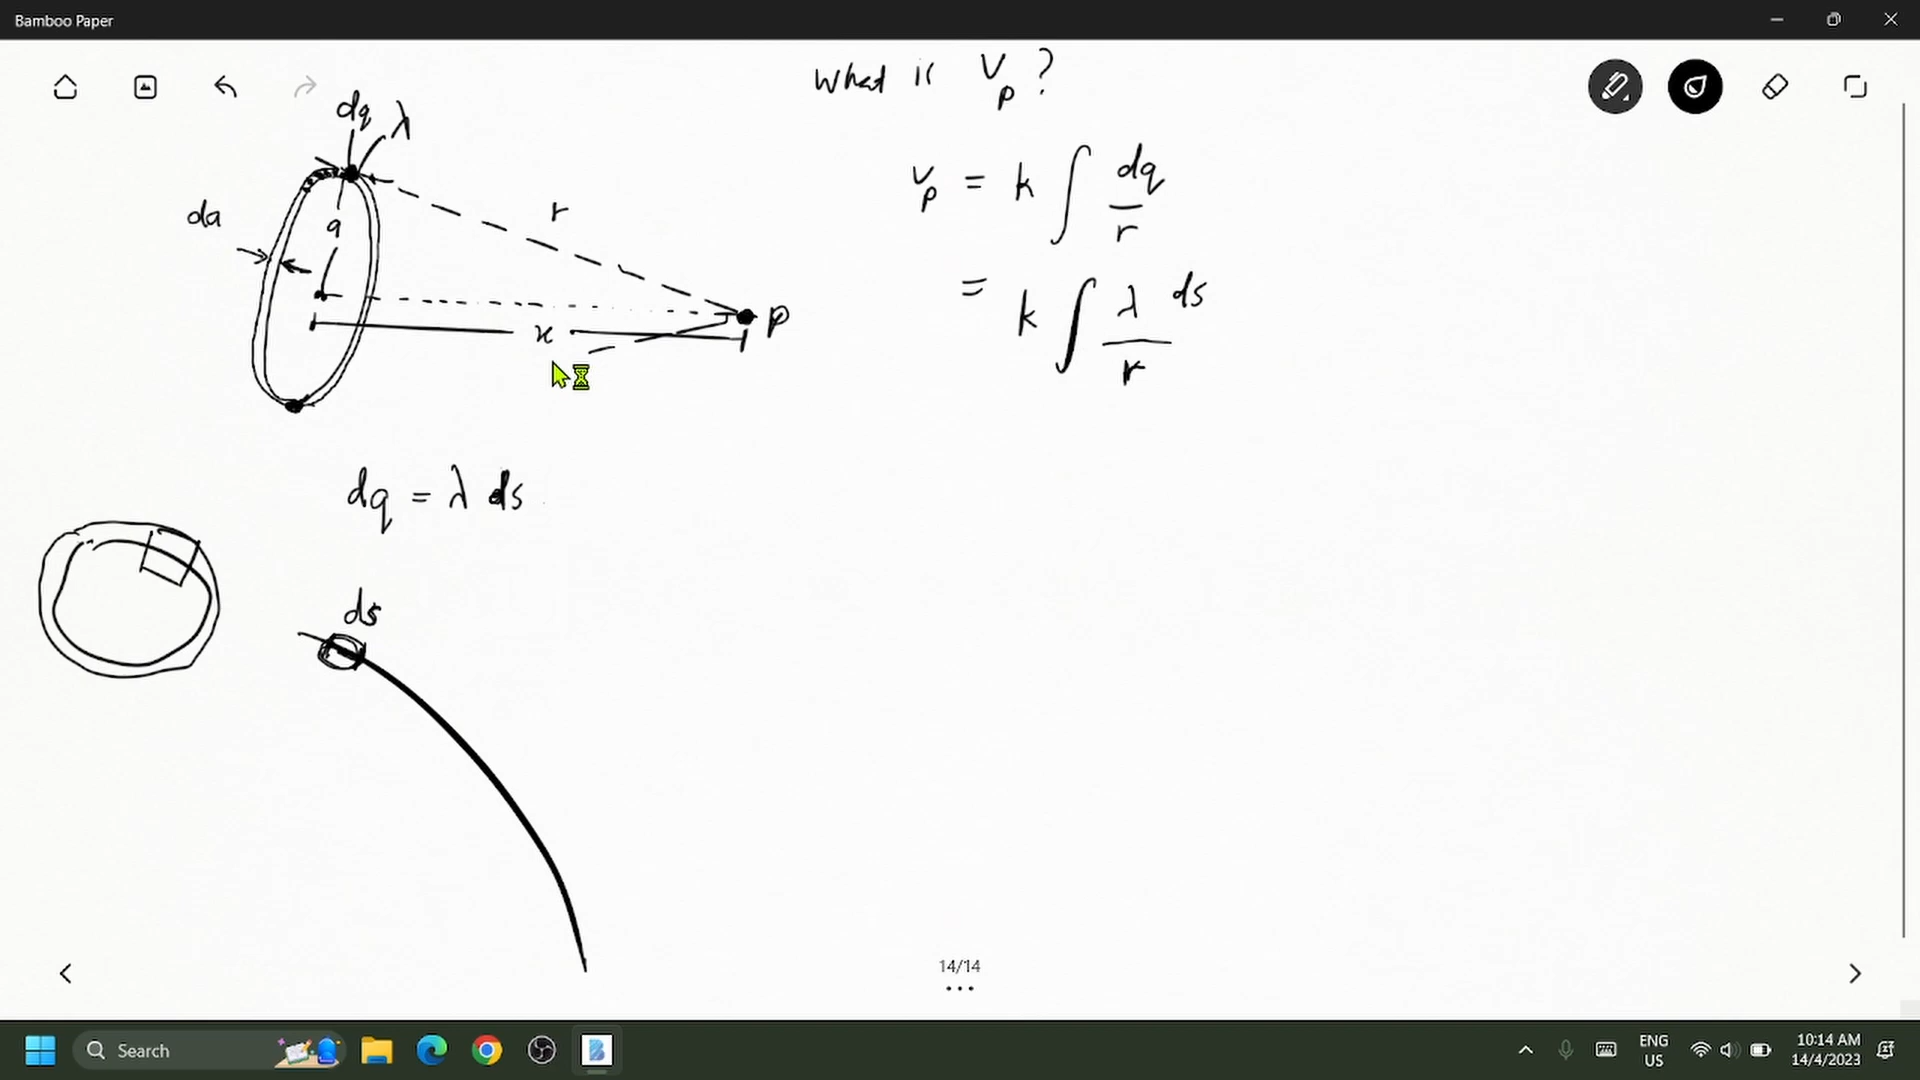 Bamboo Paper
What is V_p ?
dq λ
V_p = k ∫ dq / r
da
a
r
= k ∫ λ ds / r
x
P
dq = λ ds
ds
14/14
Search
ENG
US
10:14 AM
14/4/2023